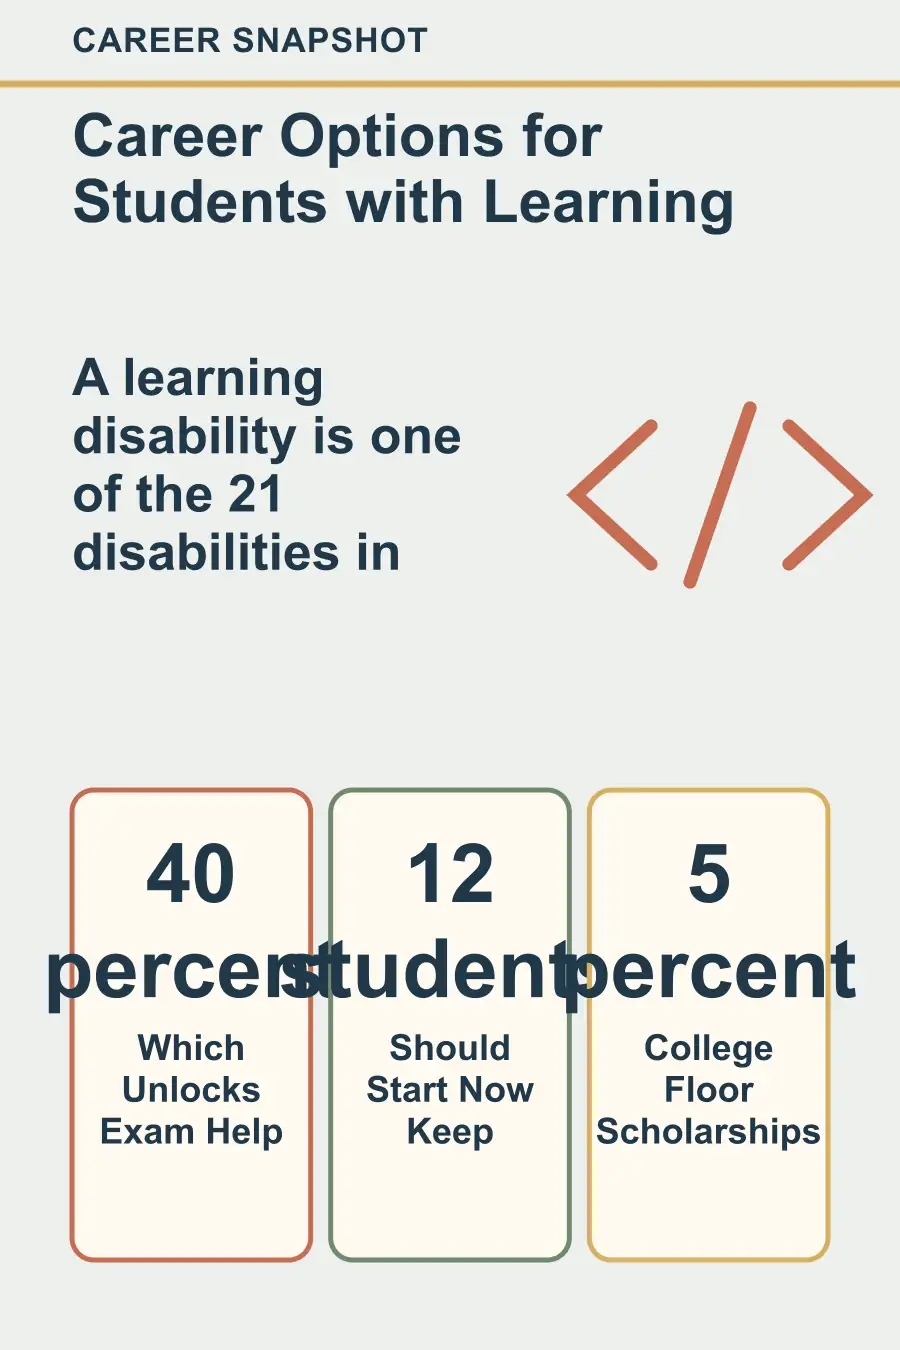 CAREER SNAPSHOT
Career Options for
Students with Learning
A learning
disability is one
of the 21
disabilities in
40
percent
Which
Unlocks
Exam Help
12
student
Should
Start Now
Keep
5
percent
College
Floor
Scholarships